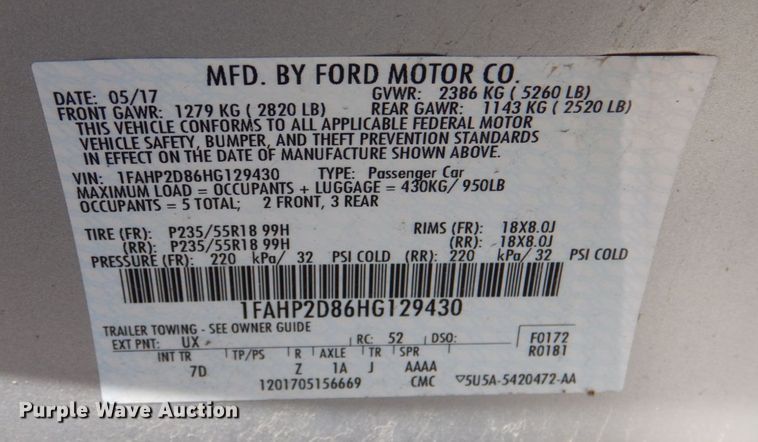 MFD. BY FORD MOTOR CO.
DATE: 05/17 GVWR: 2386 KG ( 5260 LB)
FRONT GAWR: 1279 KG ( 2820 LB) REAR GAWR: 1143 KG ( 2520 LB)
THIS VEHICLE CONFORMS TO ALL APPLICABLE FEDERAL MOTOR
VEHICLE SAFETY, BUMPER, AND THEFT PREVENTION STANDARDS
IN EFFECT ON THE DATE OF MANUFACTURE SHOWN ABOVE.
VIN: 1FAHP2D86HG129430 TYPE: Passenger Car
MAXIMUM LOAD = OCCUPANTS + LUGGAGE = 430KG/ 950LB
OCCUPANTS = 5 TOTAL; 2 FRONT, 3 REAR
TIRE (FR): P235/55R18 99H RIMS (FR): 18X8.0J
(RR): P235/55R18 99H (RR): 18X8.0J
PRESSURE (FR): 220 kPa/ 32 PSI COLD (RR): 220 kPa/ 32 PSI COLD
1FAHP2D86HG129430
TRAILER TOWING - SEE OWNER GUIDE
EXT PNT: UX RC: 52 DSO: F0172
INT TR TP/PS R AXLE TR SPR R0181
7D Z 1A J AAAA
1201705156669 CMC ▽5U5A-5420472-AA
Purple Wave Auction